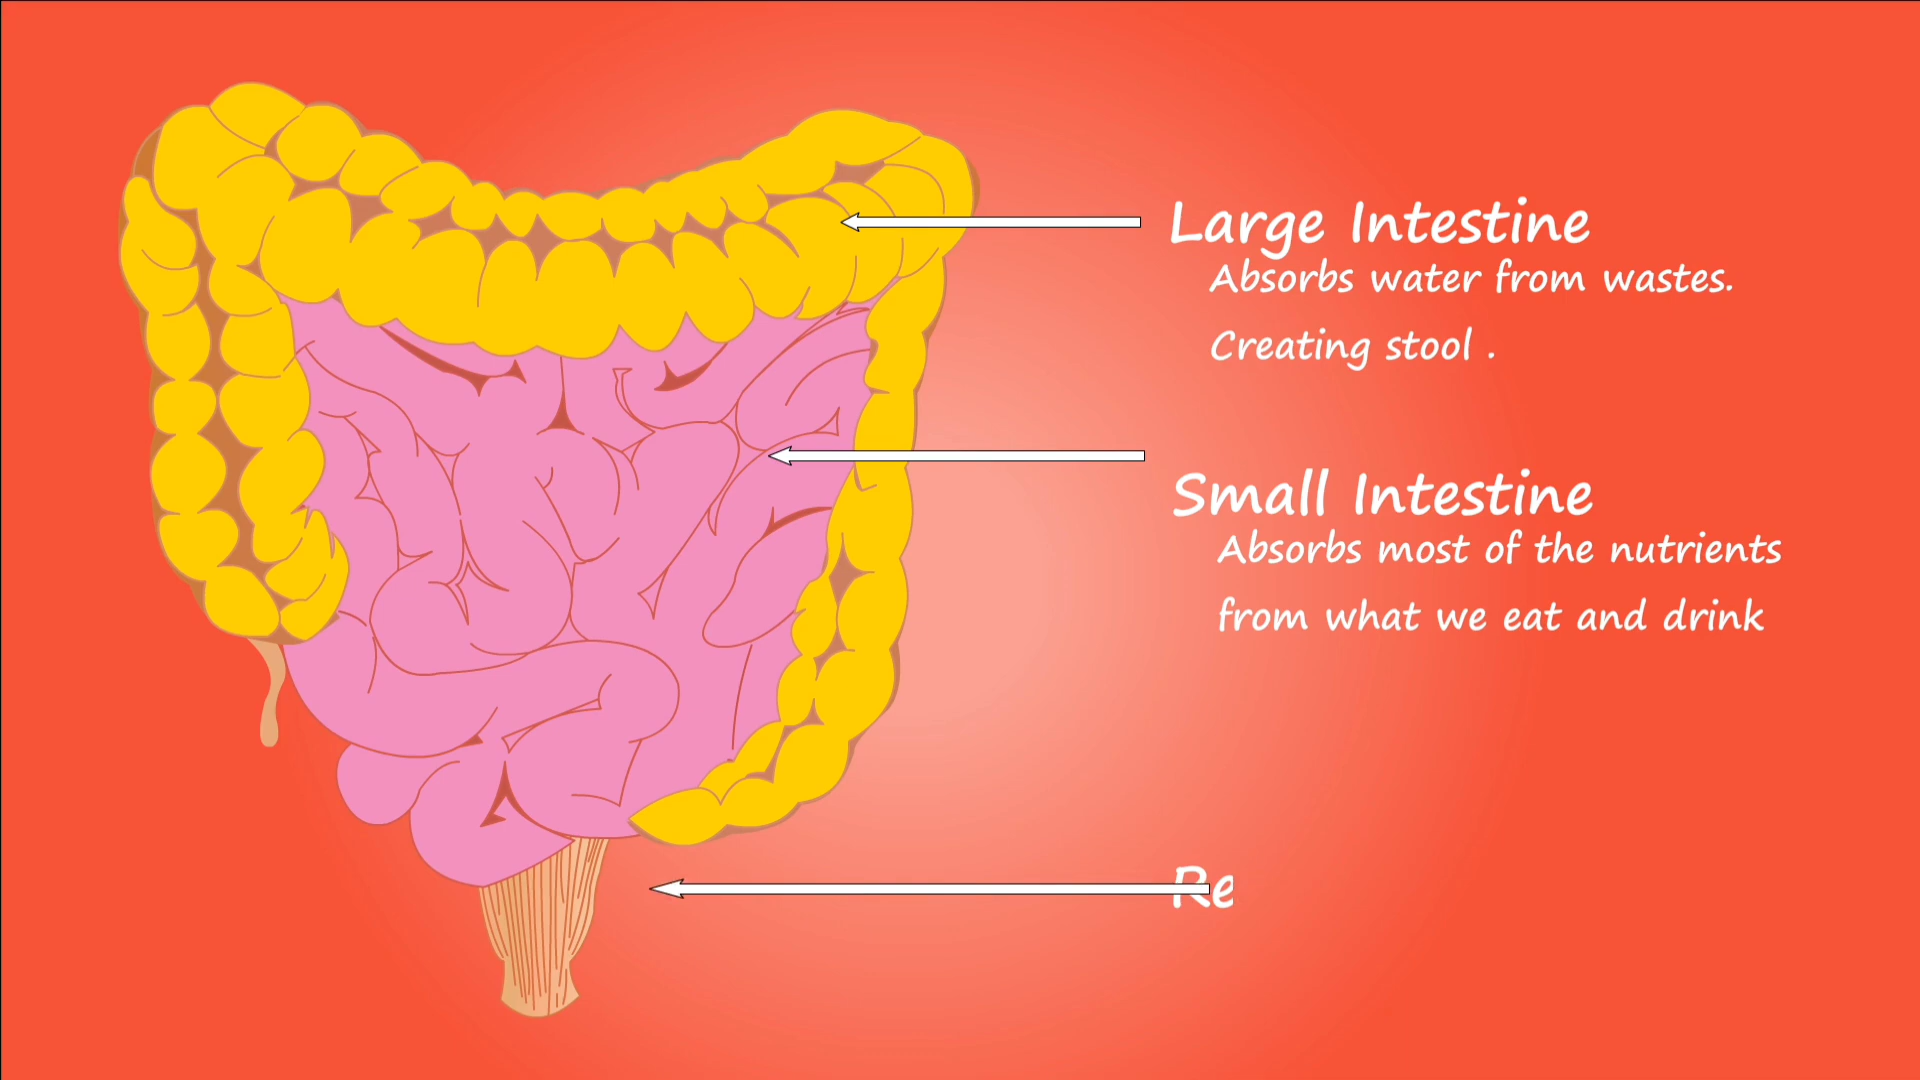 Large Intestine
Absorbs water from wastes.
Creating stool .
Small Intestine
Absorbs most of the nutrients
from what we eat and drink
Re